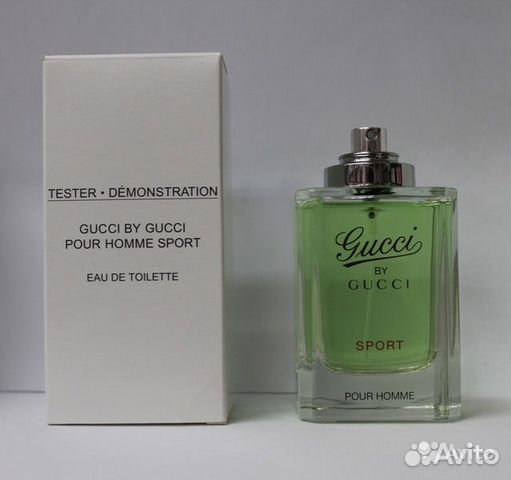 TESTER • DÉMONSTRATION
GUCCI BY GUCCI
POUR HOMME SPORT
EAU DE TOILETTE
Gucci
BY
GUCCI
SPORT
POUR HOMME
Avito